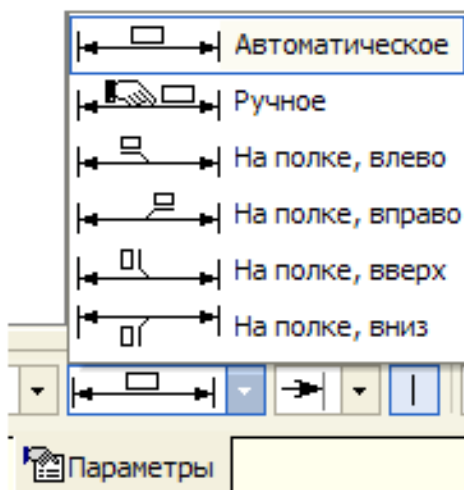 Автоматическое
Ручное
На полке, влево
На полке, вправо
На полке, вверх
На полке, вниз
Параметры